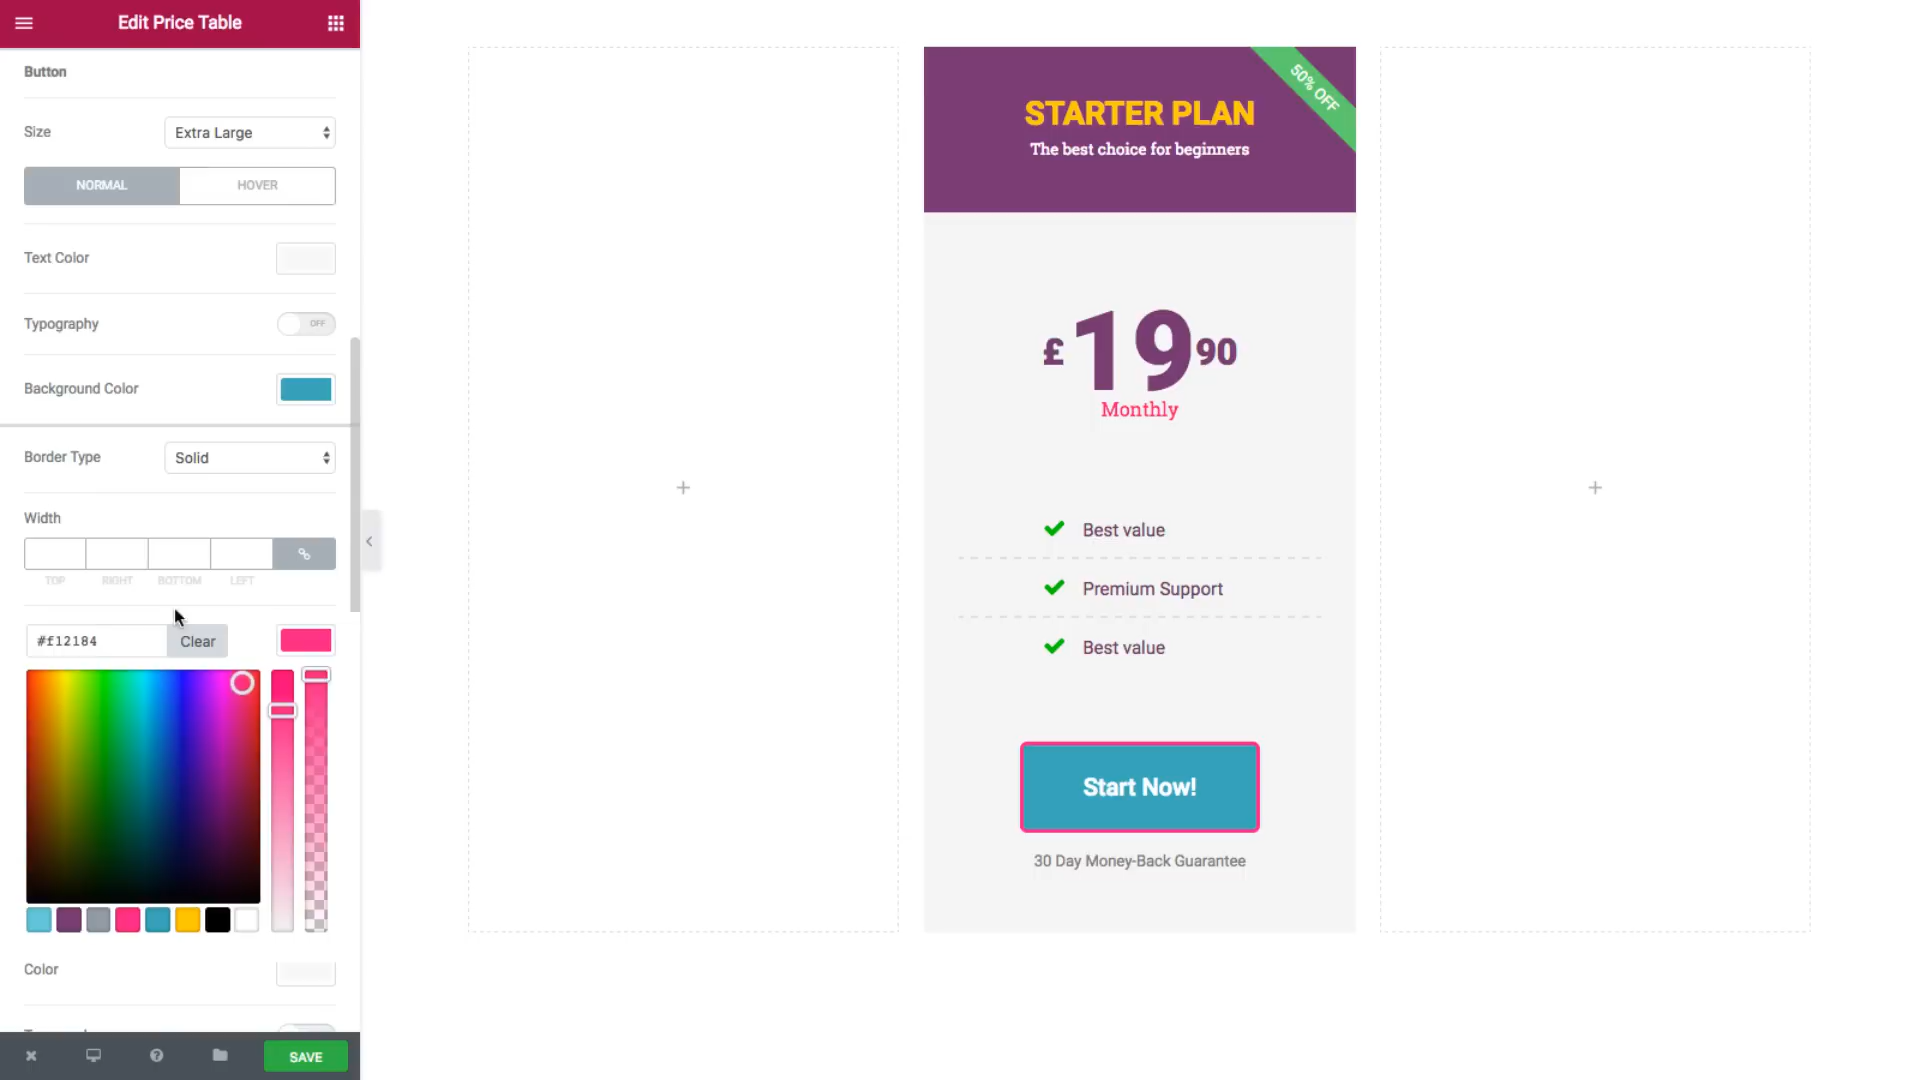 Edit Price Table
Button
Size
Extra Large
NORMAL
HOVER
Text Color
Typography
OFF
Background Color
Border Type
Solid
Width
TOP
RIGHT
BOTTOM
LEFT
#f12184
Clear
Color
SAVE
50% OFF
STARTER PLAN
The best choice for beginners
£1990
Monthly
Best value
Premium Support
Best value
Start Now!
30 Day Money-Back Guarantee